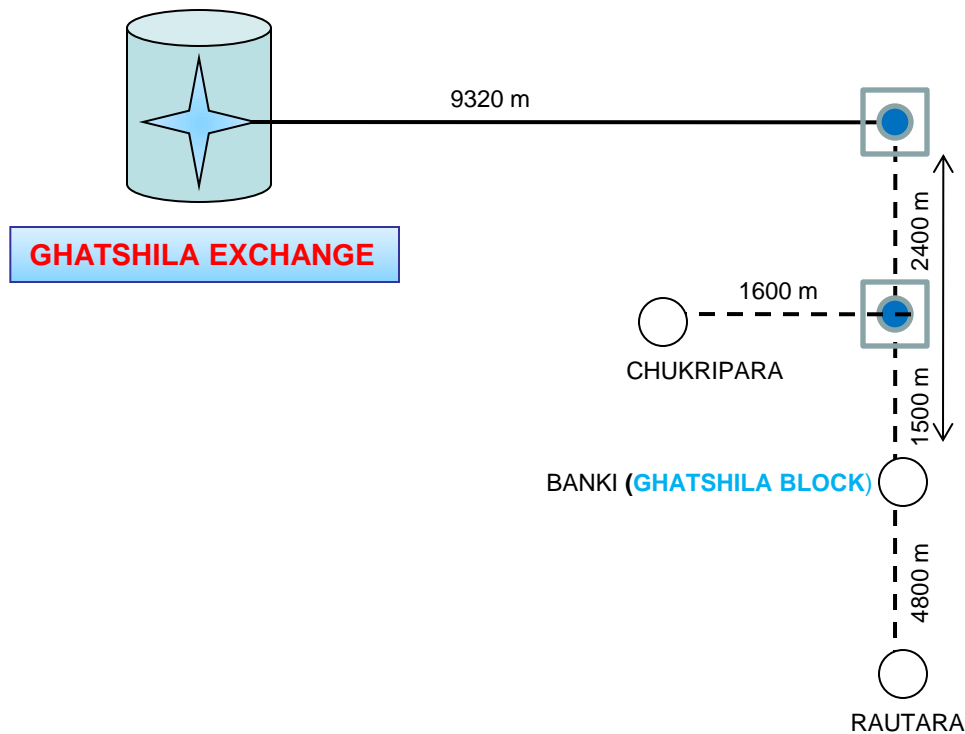 9320 m
GHATSHILA EXCHANGE
2400 m
1600 m
CHUKRIPARA
1500 m
BANKI (GHATSHILA BLOCK)
4800 m
RAUTARA